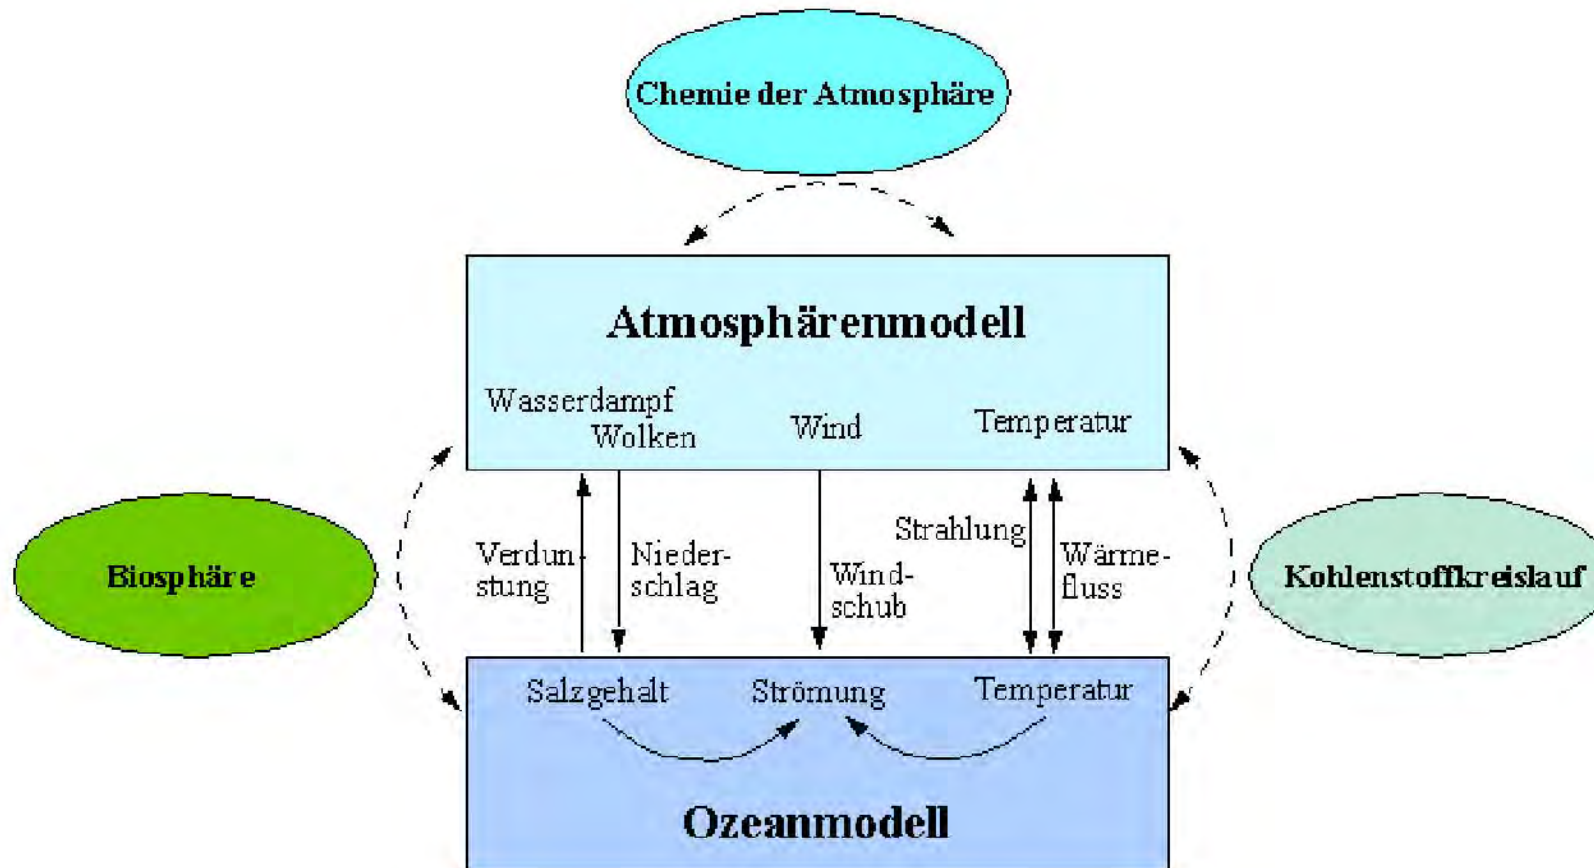 Chemie der Atmosphäre
Atmosphärenmodell
Wasserdampf
Wolken
Wind
Temperatur
Verdun-
stung
Nieder-
schlag
Wind-
schub
Strahlung
Wärme-
fluss
Biosphäre
Kohlenstoffkreislauf
Salzgehalt
Strömung
Temperatur
Ozeanmodell